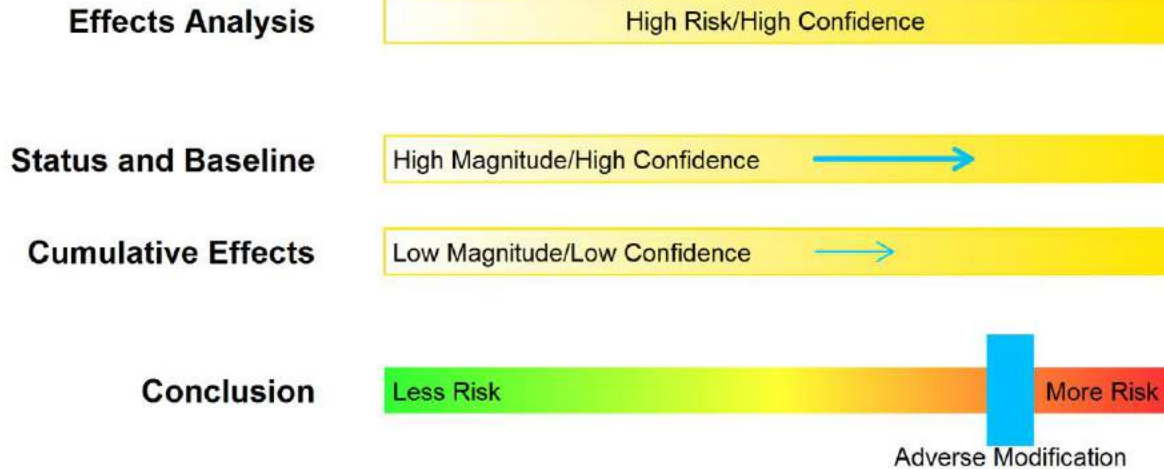 Effects Analysis High Risk/High Confidence
Status and Baseline High Magnitude/High Confidence
Cumulative Effects Low Magnitude/Low Confidence
Conclusion Less Risk More Risk
Adverse Modification